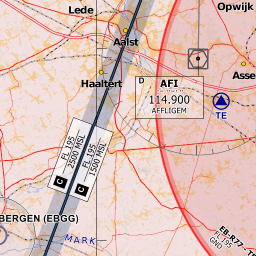 Lede
Opwijk
Aalst
Haaltert
Asse
D
AFI
114.900
AFFLIGEM
TE
FL 195
2500 MSL
C
FL 195
1500 MSL
C
BERGEN (EBGG)
MARK
EB-R77
FL 195
GND